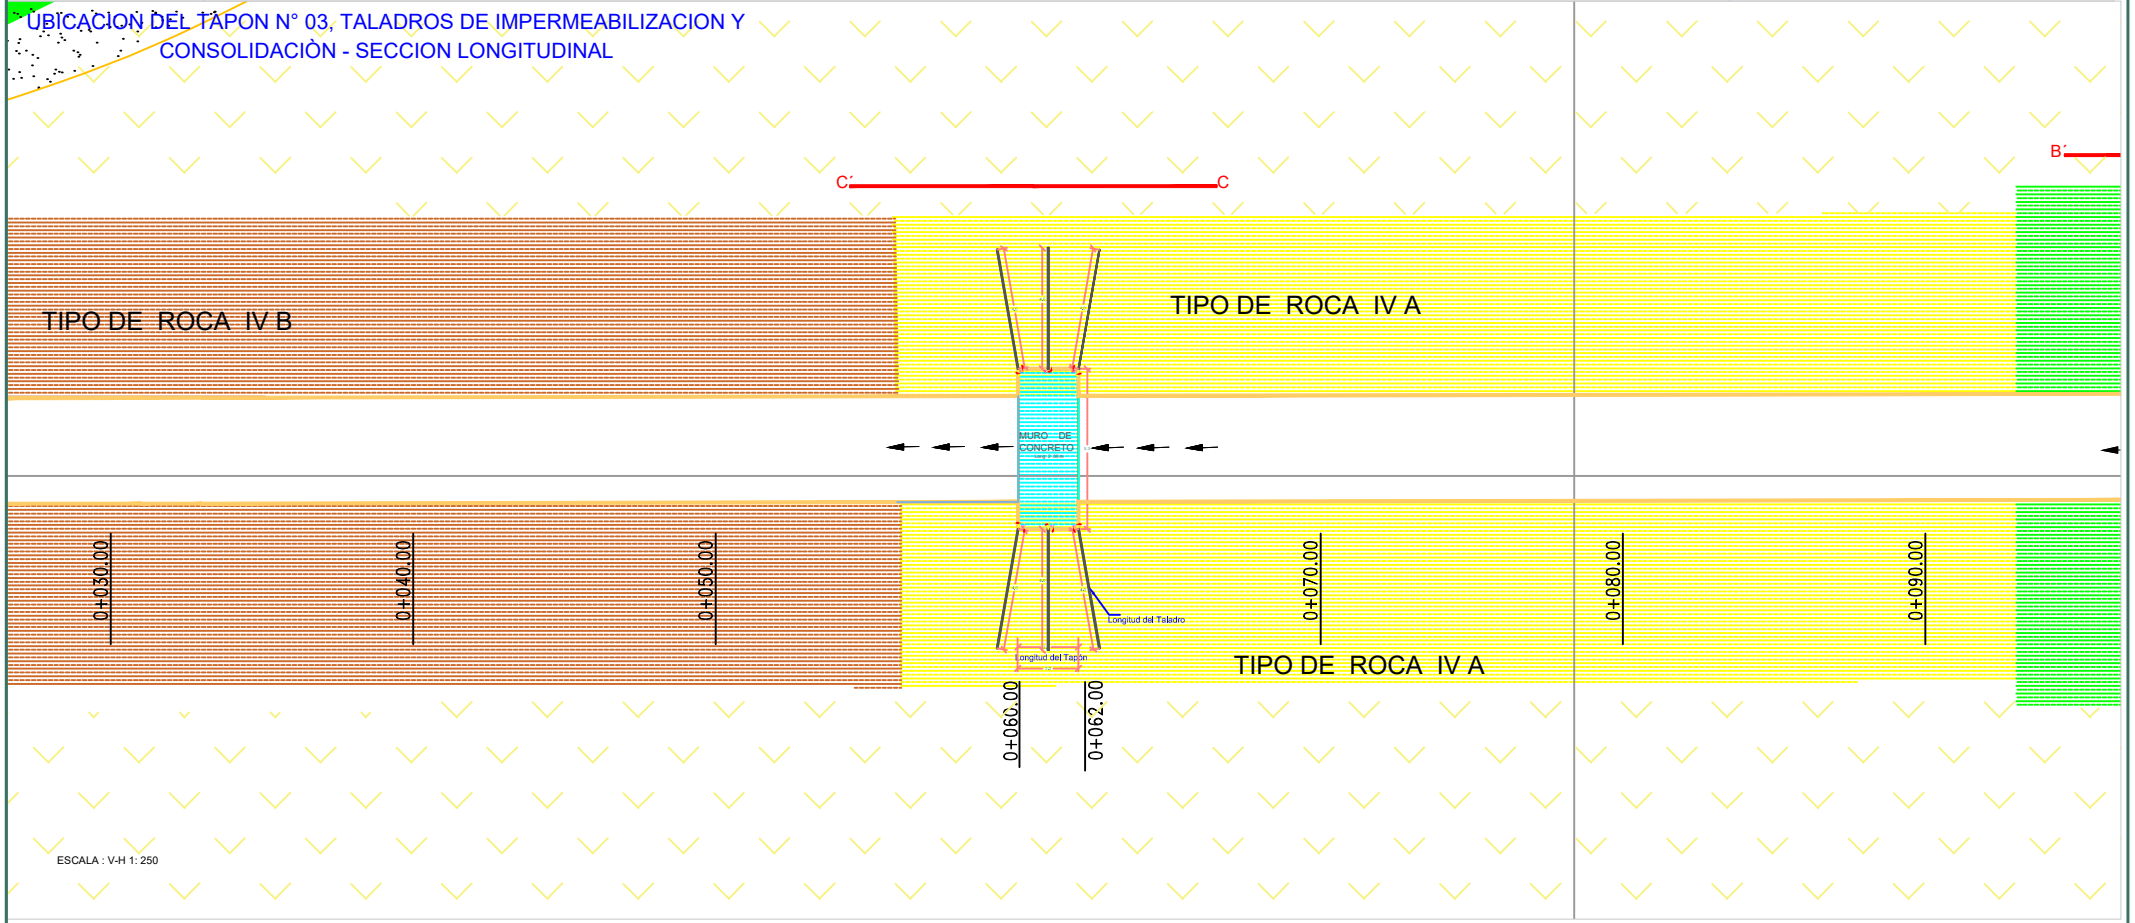 UBICACION DEL TAPON N° 03, TALADROS DE IMPERMEABILIZACION Y
CONSOLIDACIÒN - SECCION LONGITUDINAL
B´
C´
C
TIPO DE ROCA IV A
TIPO DE ROCA IV B
MURO DE
CONCRETO
0+030.00
0+040.00
0+050.00
0+070.00
0+080.00
0+090.00
Longitud del Taladro
Longitud del Tapón
TIPO DE ROCA IV A
0+060.00
0+062.00
ESCALA : V-H 1: 250